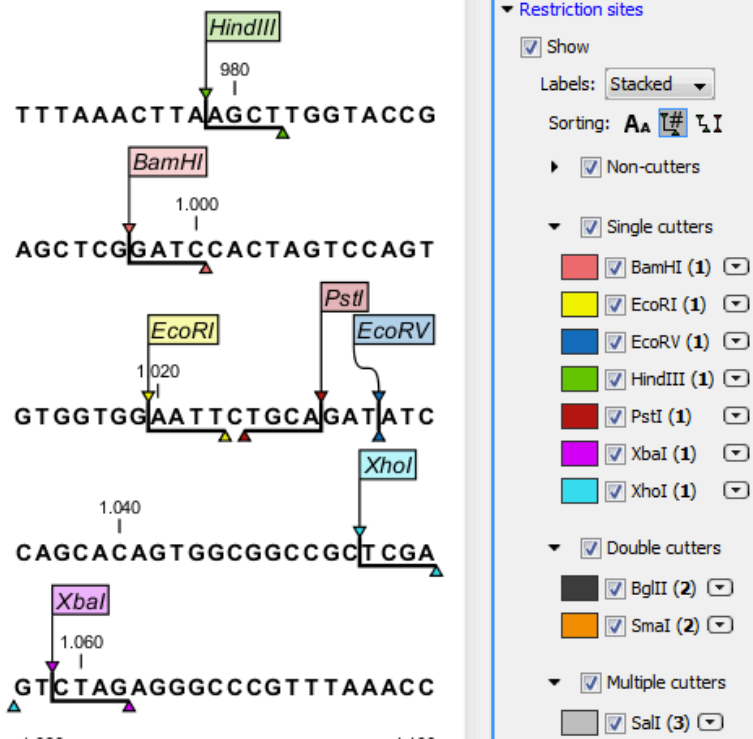 HindIII
980
TTTAAACTTAAGCTTGGTACCG
BamHI
1.000
AGCTCGGATCCACTAGTCCAGT
PstI
EcoRI
EcoRV
1.020
GTGGTGGAATTCTGCAGATATC
XhoI
1.040
CAGCACAGTGGCGGCCGCTCGA
XbaI
1.060
GTCTAGAGGGCCCGTTTAAACC
Restriction sites
Show
Labels: Stacked
Sorting: AA
Non-cutters
Single cutters
BamHI (1)
EcoRI (1)
EcoRV (1)
HindIII (1)
PstI (1)
XbaI (1)
XhoI (1)
Double cutters
BglII (2)
SmaI (2)
Multiple cutters
SalI (3)